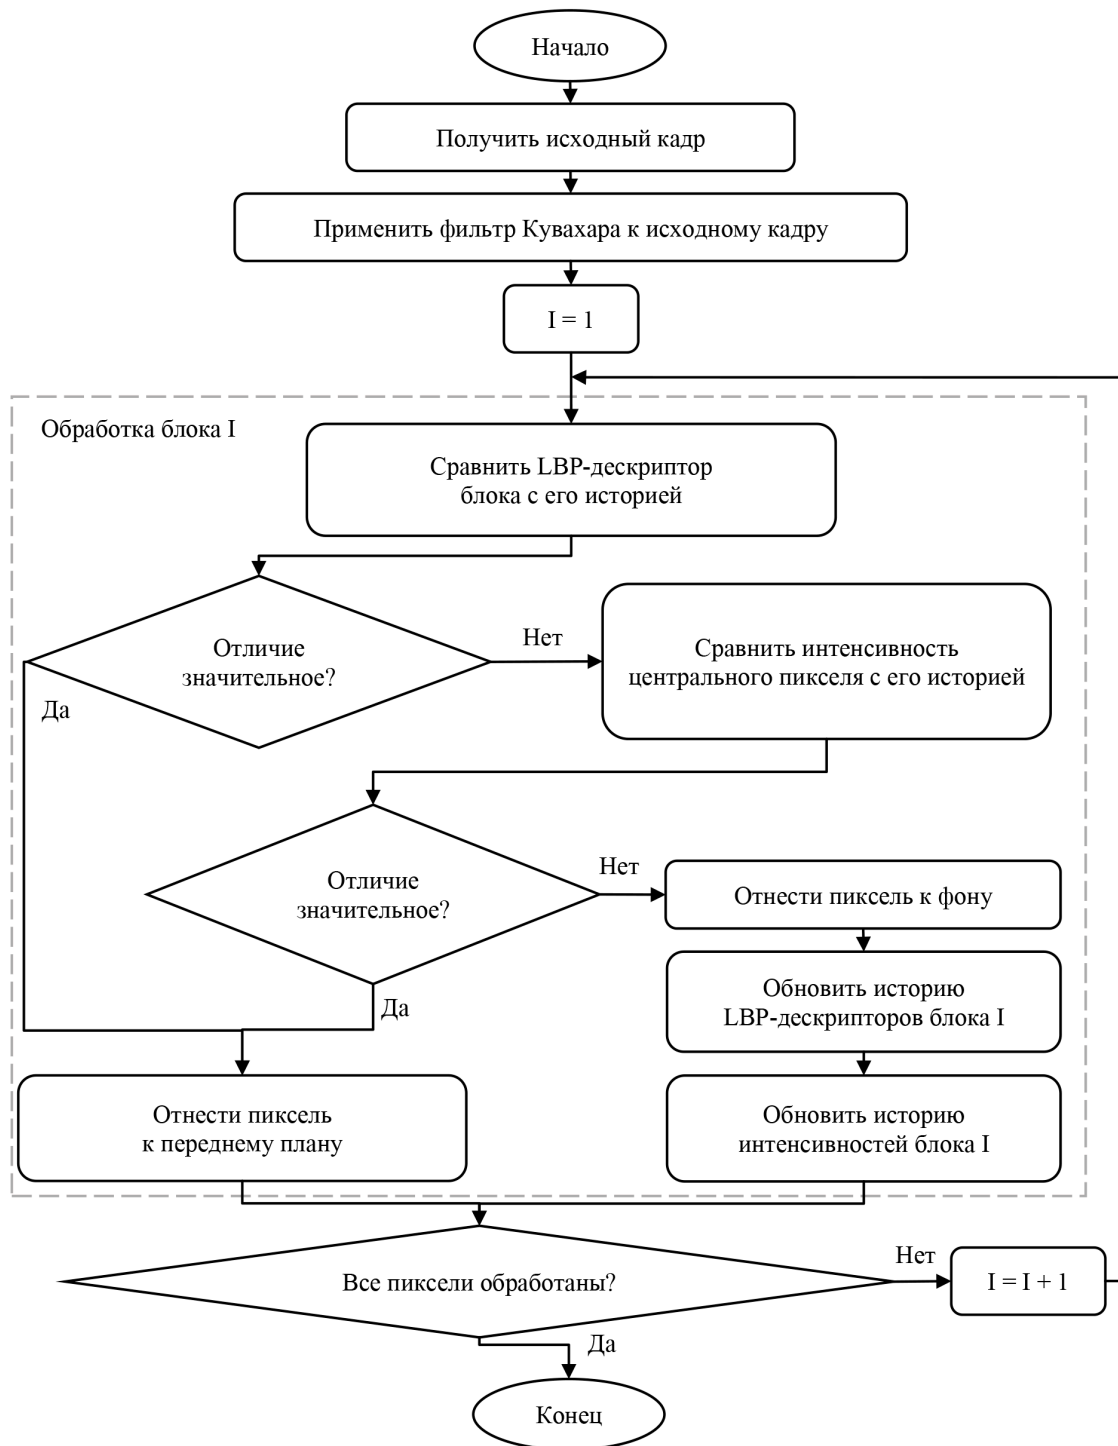 Начало
Получить исходный кадр
Применить фильтр Кувахара к исходному кадру
I = 1
Обработка блока I
Сравнить LBP-дескриптор
блока с его историей
Отличие
значительное?
Нет
Да
Сравнить интенсивность
центрального пикселя с его историей
Отличие
значительное?
Нет
Да
Отнести пиксель к фону
Обновить историю
LBP-дескрипторов блока I
Отнести пиксель
к переднему плану
Обновить историю
интенсивностей блока I
Все пиксели обработаны?
Нет
I = I + 1
Да
Конец